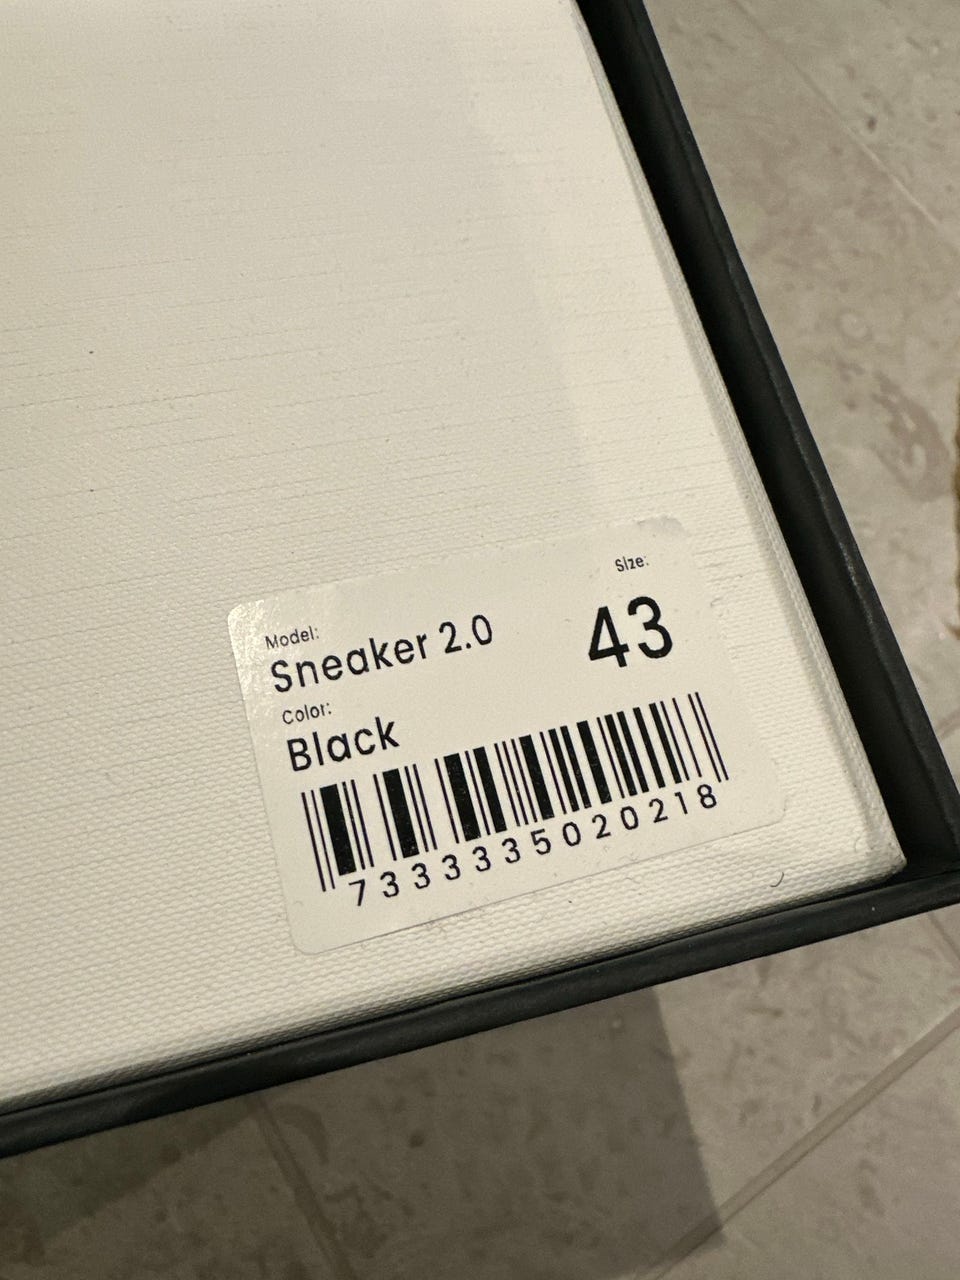 Model:
Sneaker 2.0
Size:
43
Color:
Black
7333335020218